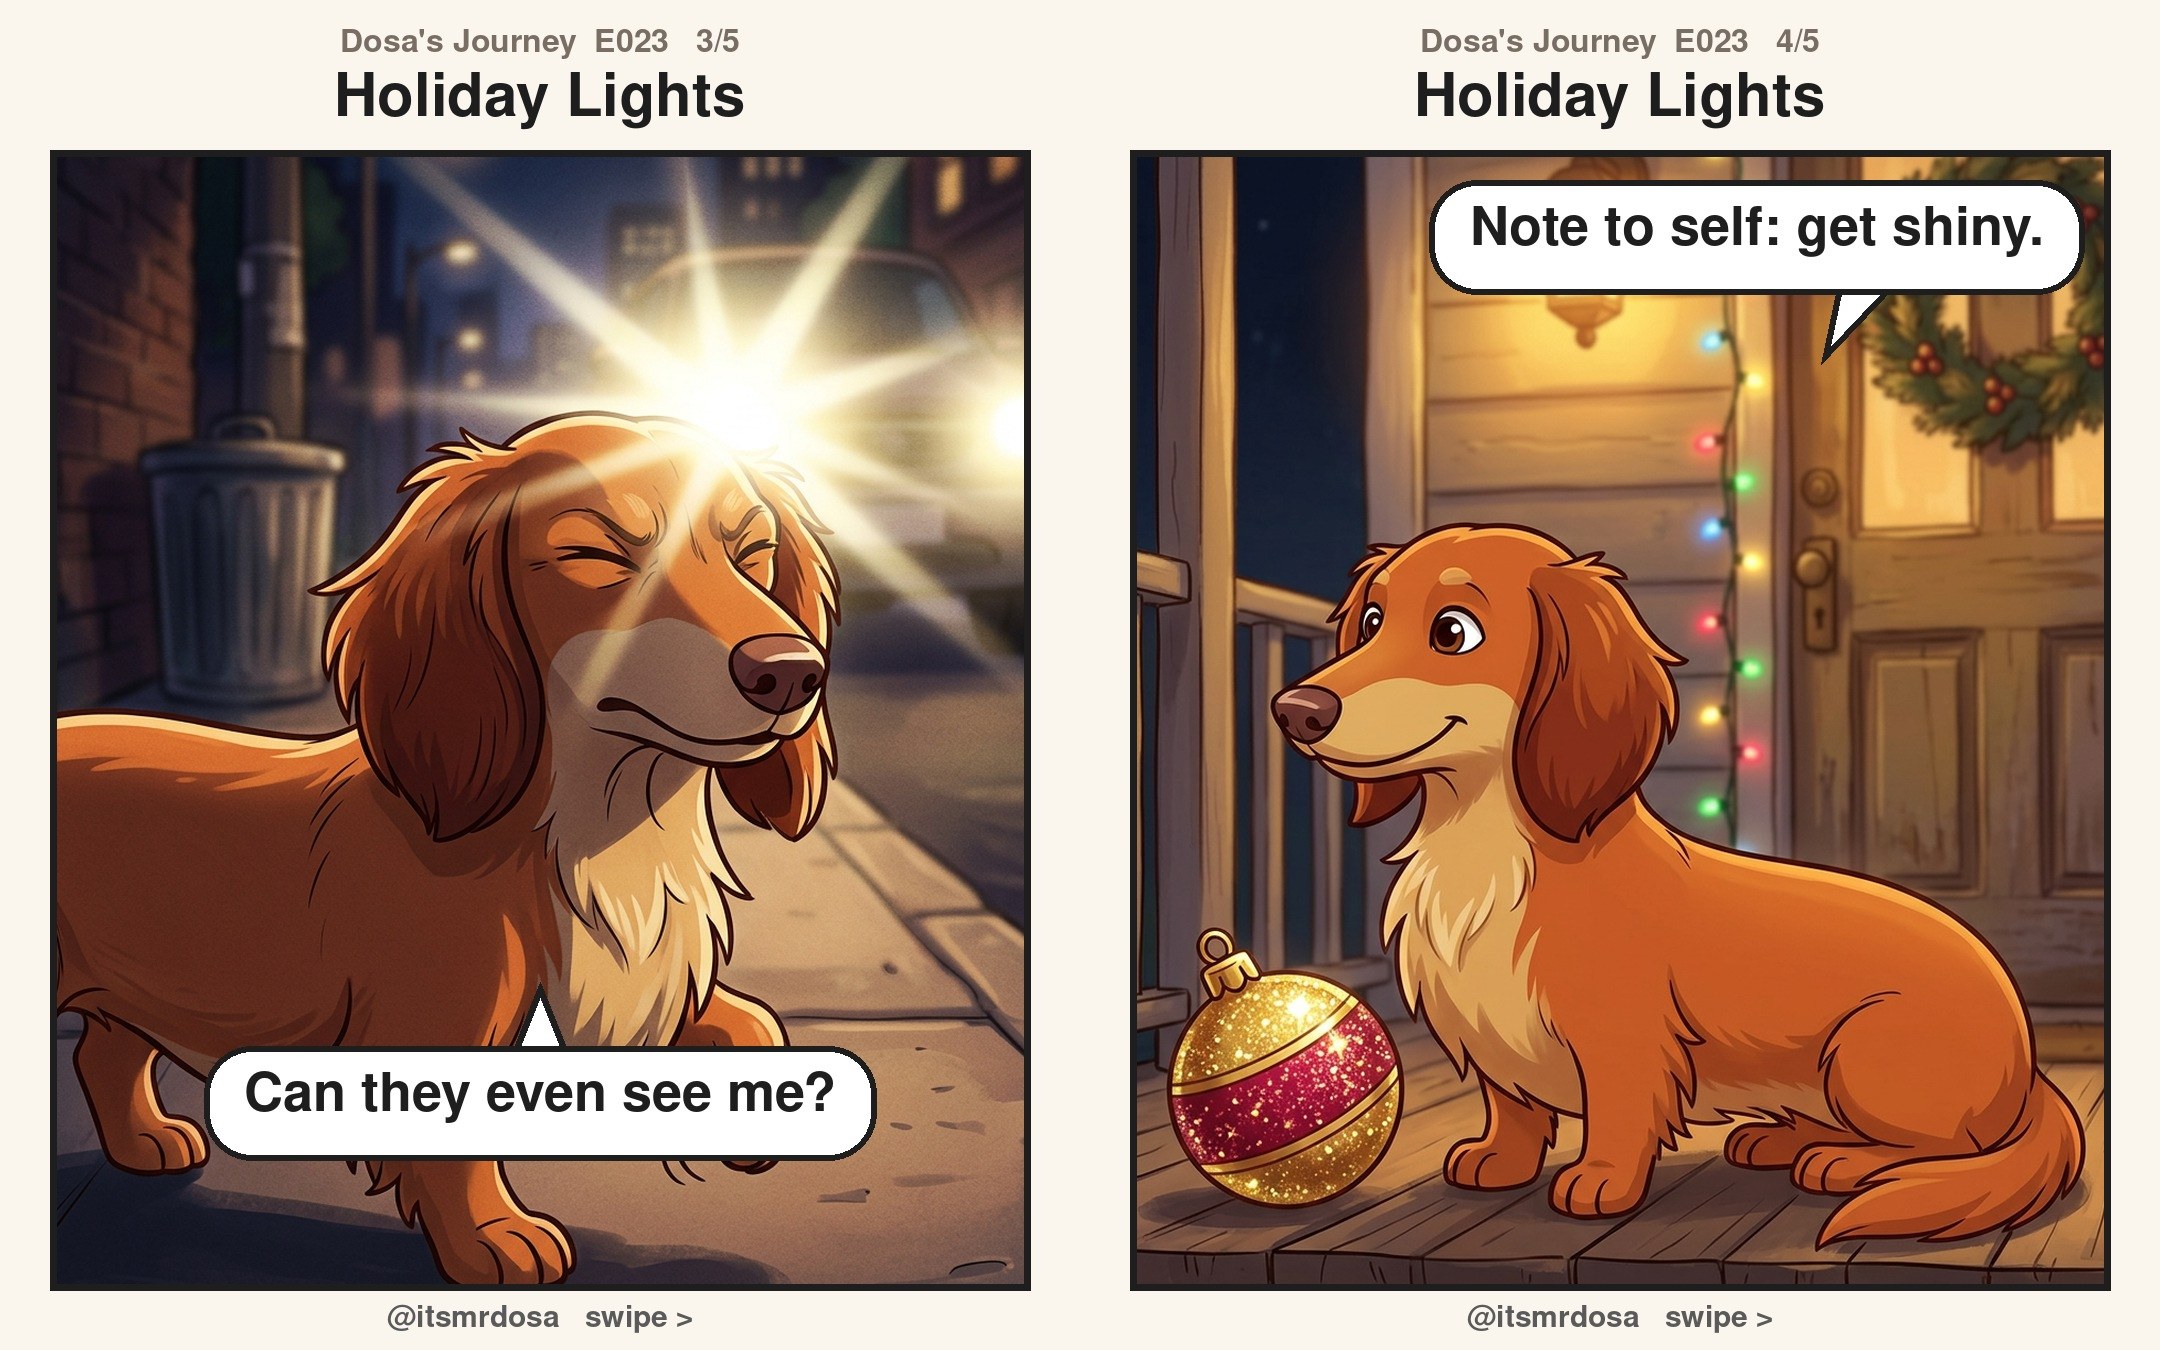 Dosa's Journey E023 3/5
Holiday Lights
Can they even see me?
@itsmrdosa swipe >
Dosa's Journey E023 4/5
Holiday Lights
Note to self: get shiny.
@itsmrdosa swipe >